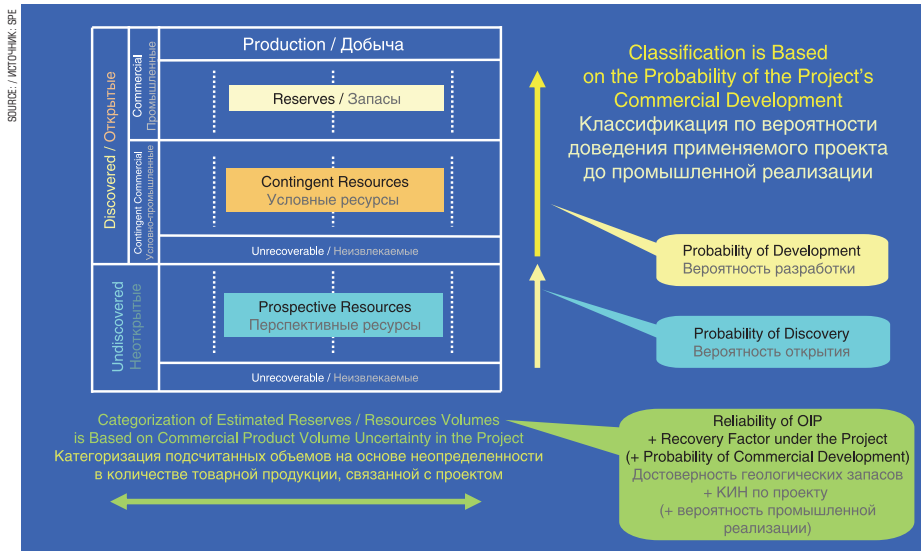 SOURCE: / ИСТОЧНИК: SPE
Production / Добыча
Discovered / Открытые
Commercial
Промышленные
Reserves / Запасы
Contingent Commercial
Условно-промышленные
Contingent Resources
Условные ресурсы
Unrecoverable / Неизвлекаемые
Undiscovered
Неоткрытые
Prospective Resources
Перспективные ресурсы
Unrecoverable / Неизвлекаемые
Classification is Based
on the Probability of the Project's
Commercial Development
Классификация по вероятности
доведения применяемого проекта
до промышленной реализации
Probability of Development
Вероятность разработки
Probability of Discovery
Вероятность открытия
Categorization of Estimated Reserves / Resources Volumes
is Based on Commercial Product Volume Uncertainty in the Project
Категоризация подсчитанных объемов на основе неопределенности
в количестве товарной продукции, связанной с проектом
Reliability of OIP
+ Recovery Factor under the Project
(+ Probability of Commercial Development)
Достоверность геологических запасов
+ КИН по проекту
(+ вероятность промышленной
реализации)